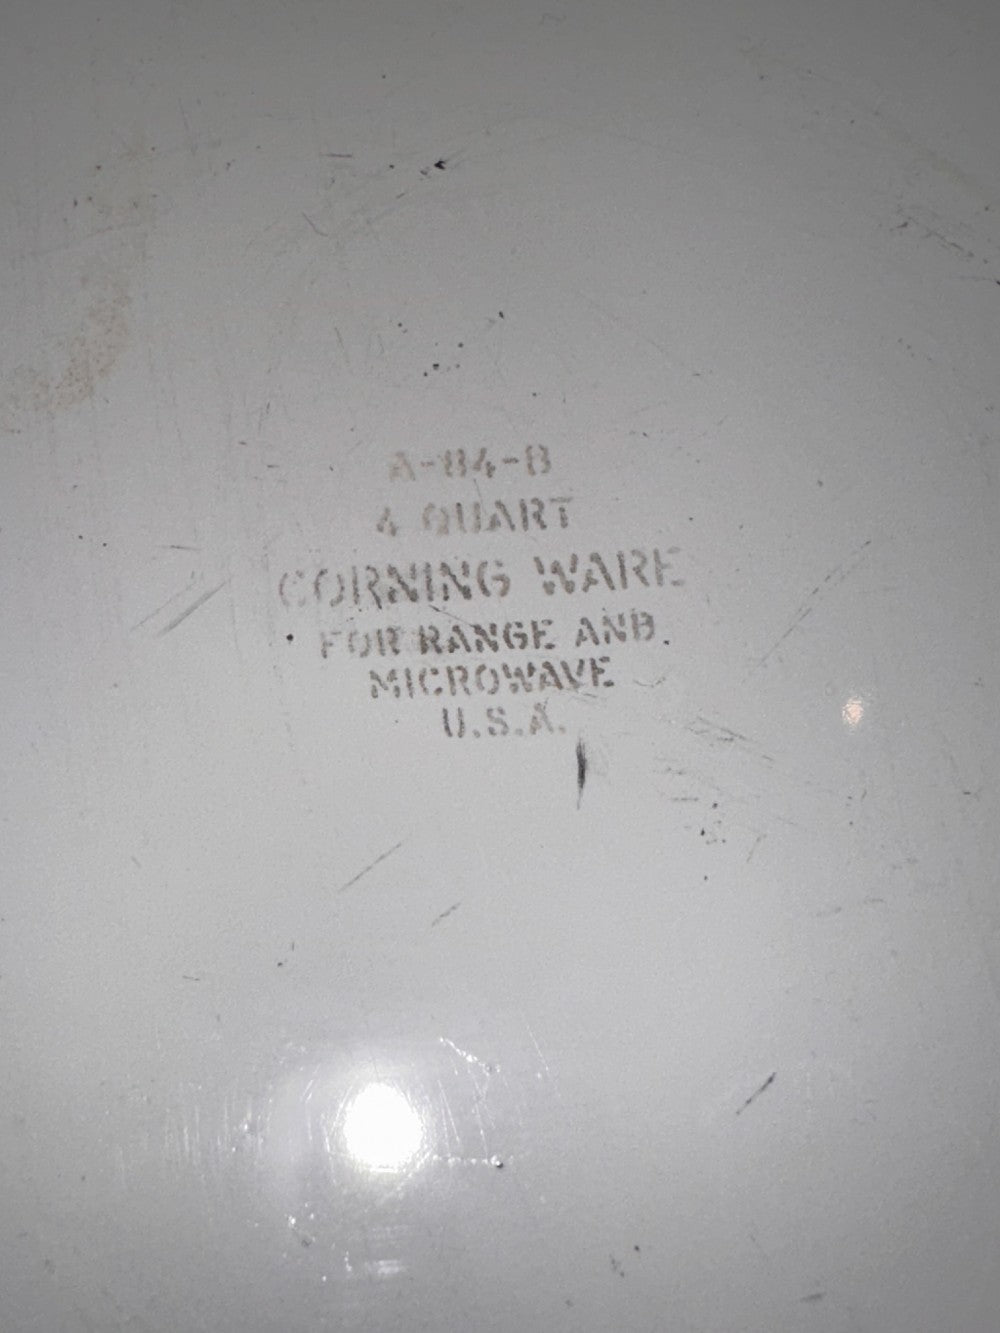 A-84-B
4 QUART
CORNING WARE
FOR RANGE AND
MICROWAVE
U.S.A.